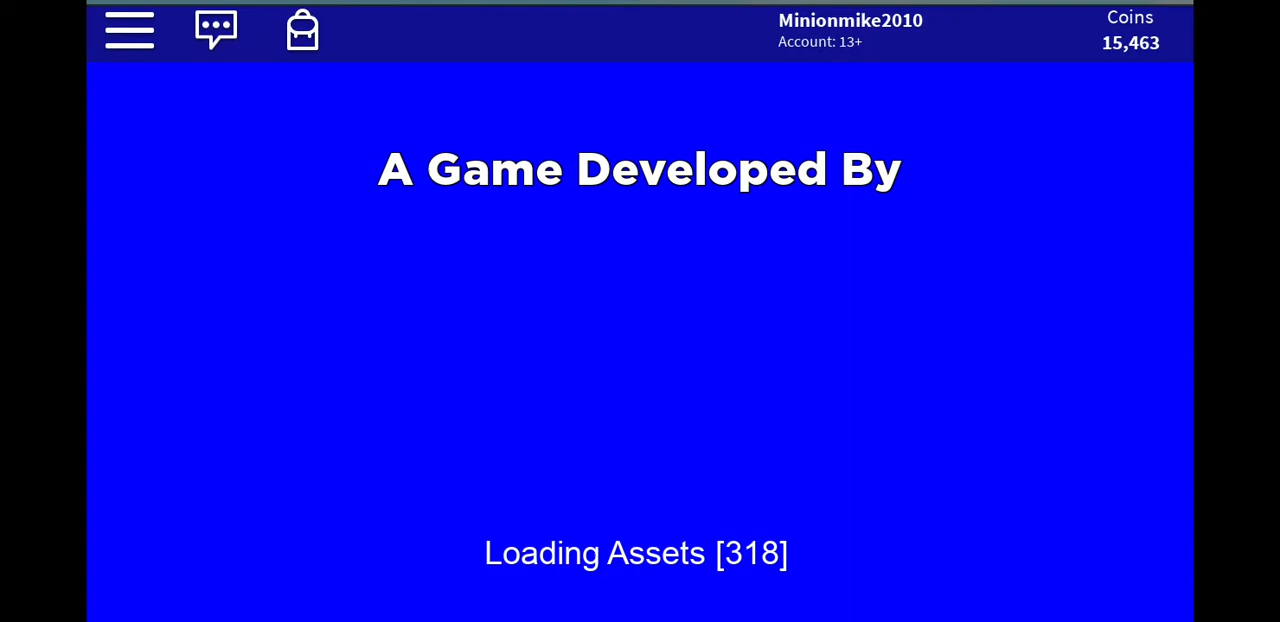 Minionmike2010
Account: 13+
Coins
15,463
A Game Developed By
Loading Assets [318]